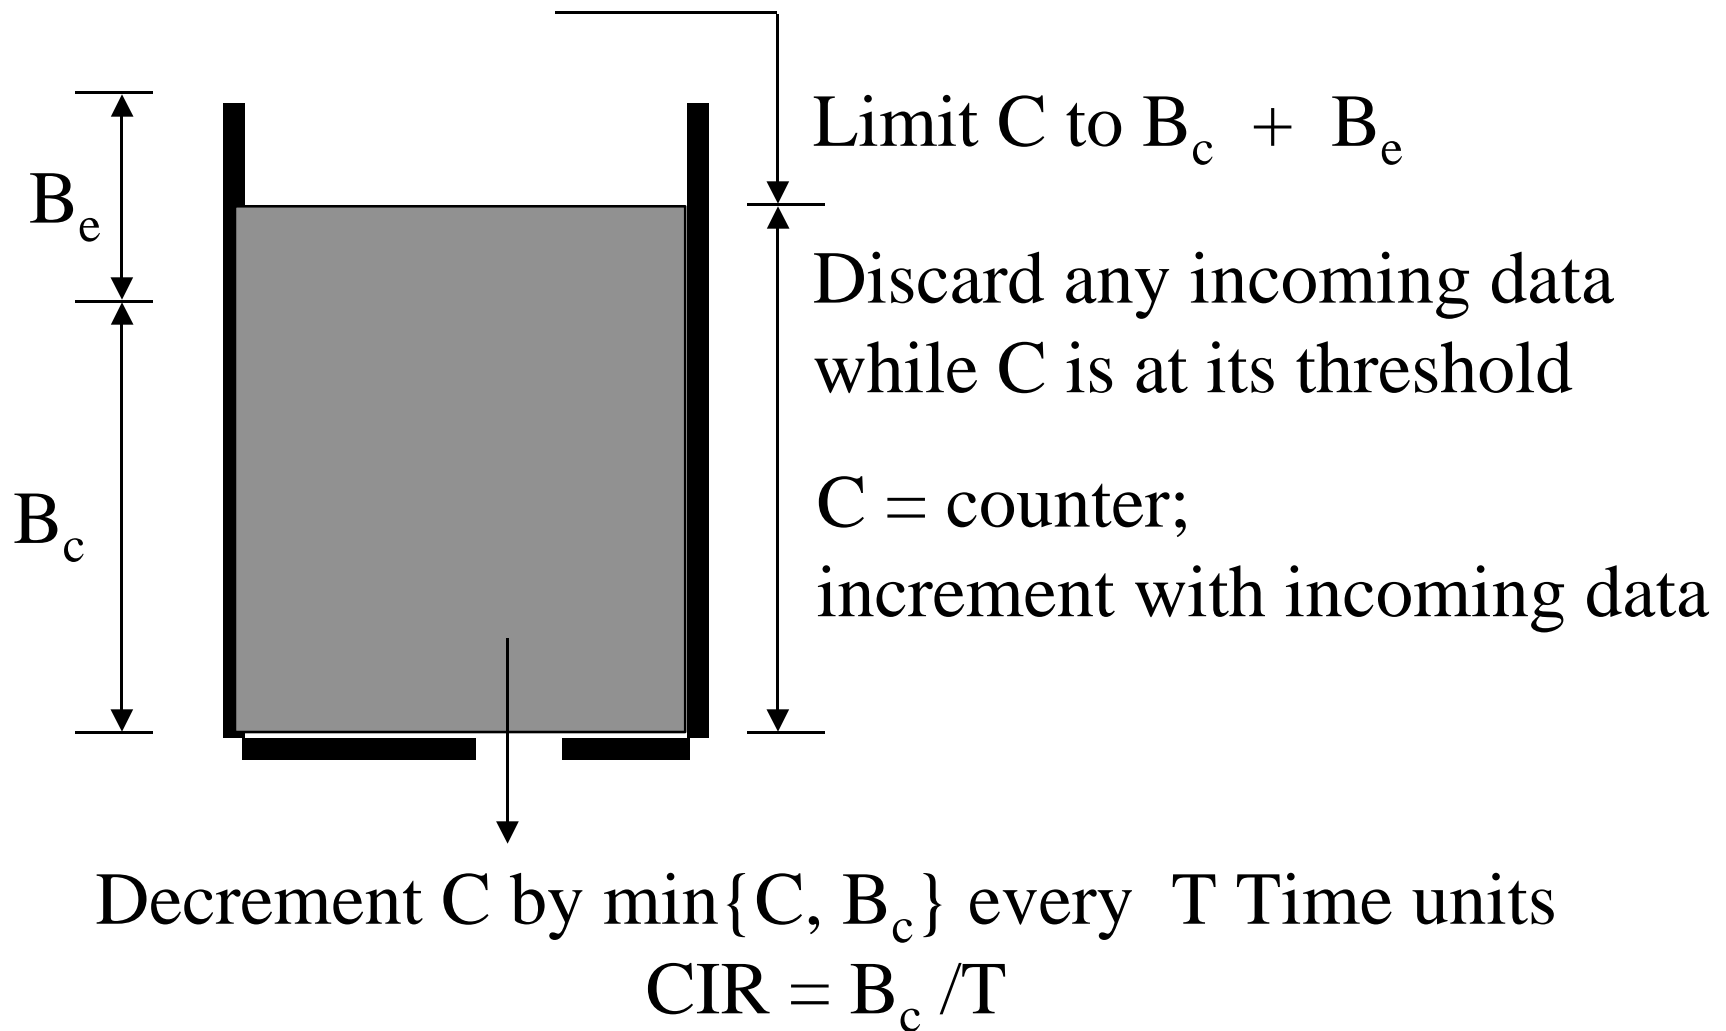 Limit C to Bc + Be
Be
Discard any incoming data
while C is at its threshold
Bc
C = counter;
increment with incoming data
Decrement C by min{C, Bc} every T Time units
CIR = Bc /T